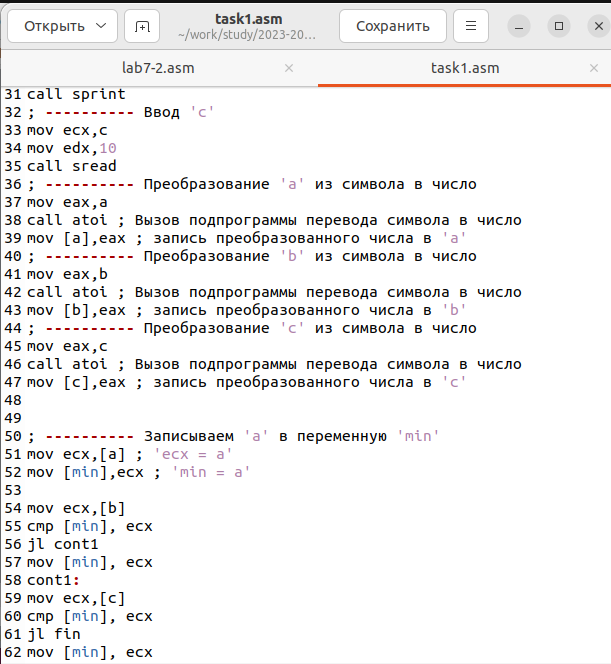 Открыть
task1.asm
~/work/study/2023-20...
Сохранить
lab7-2.asm
task1.asm
31 call sprint
32 ; ---------- Ввод 'c'
33 mov ecx,c
34 mov edx,10
35 call sread
36 ; ---------- Преобразование 'a' из символа в число
37 mov eax,a
38 call atoi ; Вызов подпрограммы перевода символа в число
39 mov [a],eax ; запись преобразованного числа в 'a'
40 ; ---------- Преобразование 'b' из символа в число
41 mov eax,b
42 call atoi ; Вызов подпрограммы перевода символа в число
43 mov [b],eax ; запись преобразованного числа в 'b'
44 ; ---------- Преобразование 'c' из символа в число
45 mov eax,c
46 call atoi ; Вызов подпрограммы перевода символа в число
47 mov [c],eax ; запись преобразованного числа в 'c'
48
49
50 ; ---------- Записываем 'a' в переменную 'min'
51 mov ecx,[a] ; 'ecx = a'
52 mov [min],ecx ; 'min = a'
53
54 mov ecx,[b]
55 cmp [min], ecx
56 jl cont1
57 mov [min], ecx
58 cont1:
59 mov ecx,[c]
60 cmp [min], ecx
61 jl fin
62 mov [min], ecx